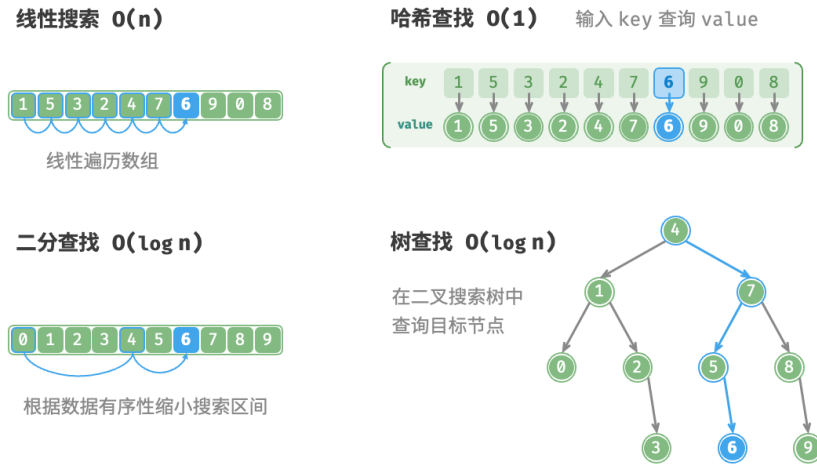 线性搜索 O(n)
1 5 3 2 4 7 6 9 0 8
线性遍历数组
哈希查找 O(1) 输入 key 查询 value
key 1 5 3 2 4 7 6 9 0 8
value 1 5 3 2 4 7 6 9 0 8
二分查找 O(log n)
0 1 2 3 4 5 6 7 8 9
根据数据有序性缩小搜索区间
树查找 O(log n)
在二叉搜索树中
查询目标节点
4
1 7
0 2 5 8
3 6 9